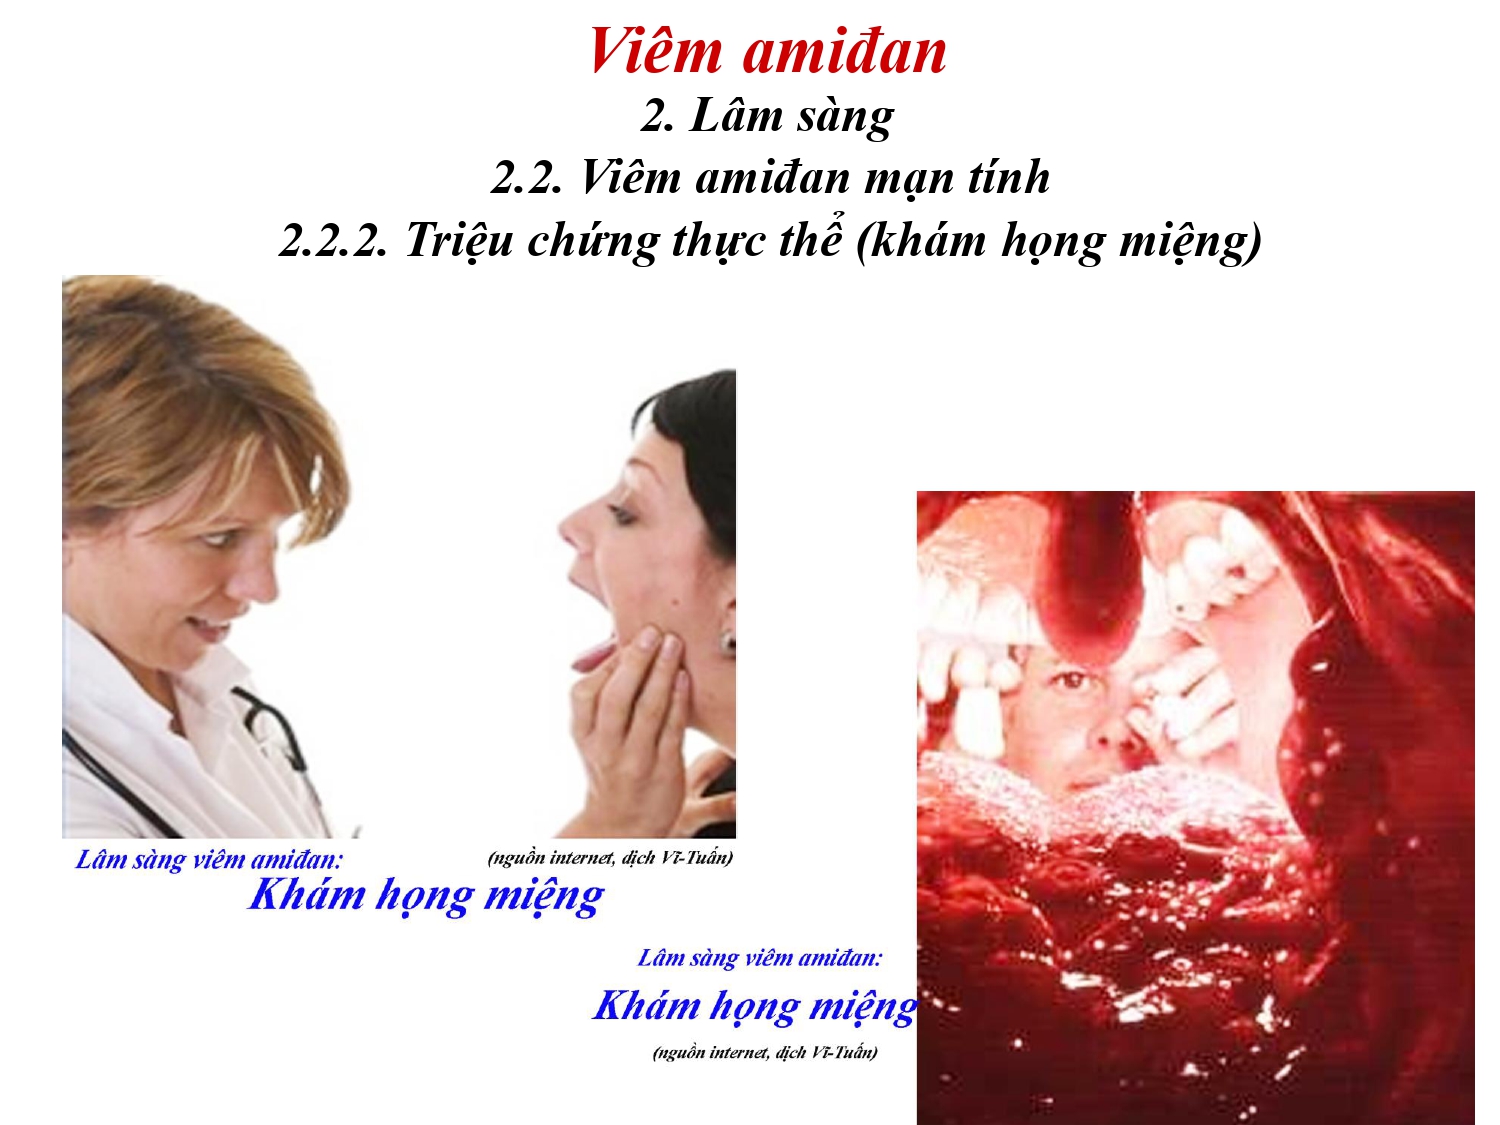 Viêm amiđan
2. Lâm sàng
2.2. Viêm amiđan mạn tính
2.2.2. Triệu chứng thực thể (khám họng miệng)
Lâm sàng viêm amiđan:
(nguồn internet, dịch Vĩ-Tuấn)
Khám họng miệng
Lâm sàng viêm amiđan:
Khám họng miệng
(nguồn internet, dịch Vĩ-Tuấn)